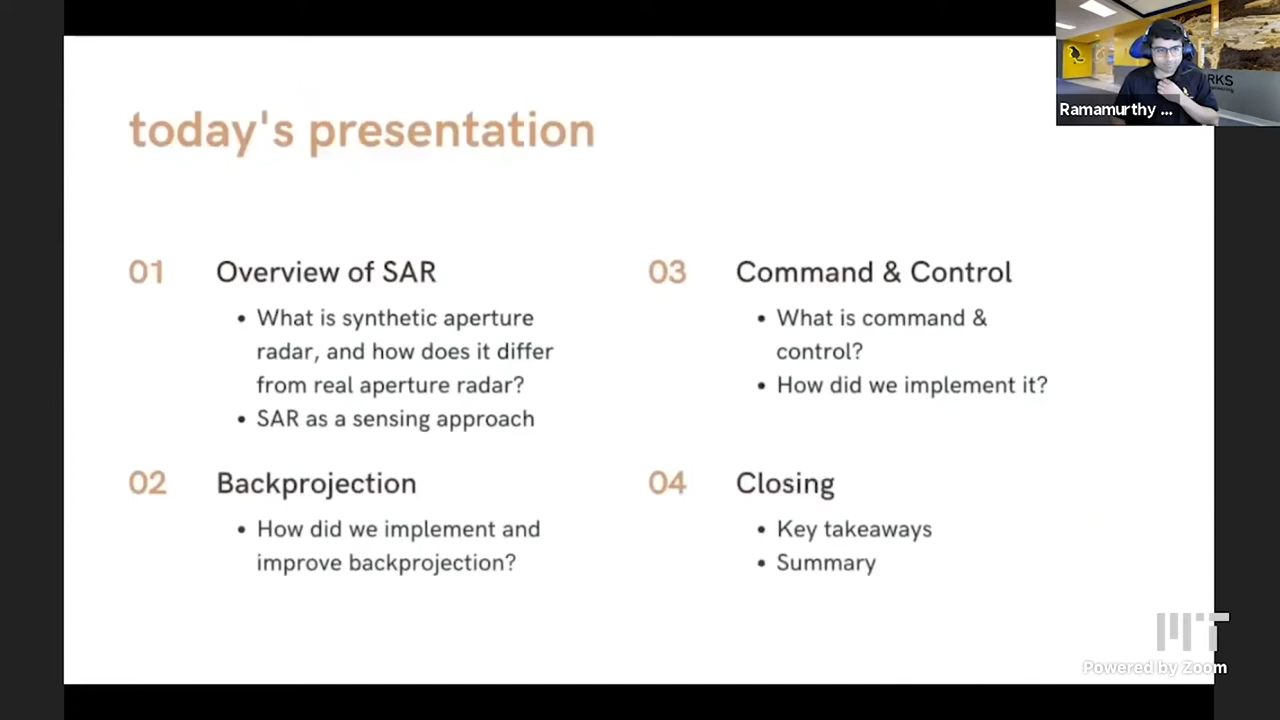 today's presentation
01
Overview of SAR
• What is synthetic aperture
radar, and how does it differ
from real aperture radar?
• SAR as a sensing approach
02
Backprojection
• How did we implement and
improve backprojection?
03
Command & Control
• What is command &
control?
• How did we implement it?
04
Closing
• Key takeaways
• Summary
Ramamurthy ...
RKS
MIT
Powered by Zoom